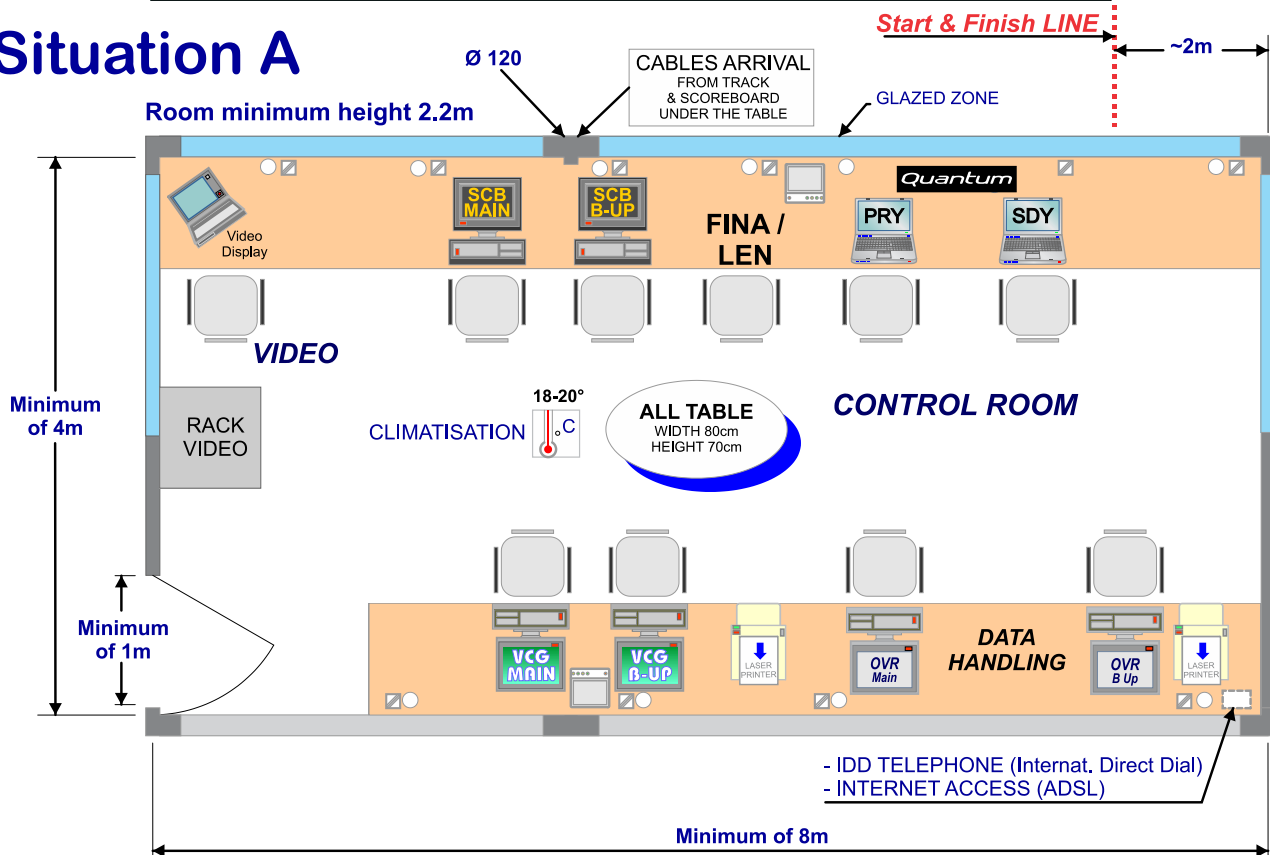 Start & Finish LINE
~2m
Situation A
Ø 120
CABLES ARRIVAL
FROM TRACK
& SCOREBOARD
UNDER THE TABLE
GLAZED ZONE
Room minimum height 2.2m
Quantum
SCB
MAIN
SCB
B-UP
FINA /
LEN
PRY
SDY
Video
Display
VIDEO
Minimum
of 4m
RACK
VIDEO
18-20°
°C
CLIMATISATION
ALL TABLE
WIDTH 80cm
HEIGHT 70cm
CONTROL ROOM
Minimum
of 1m
VCG
MAIN
VCG
B-UP
LASER
PRINTER
OVR
Main
DATA
HANDLING
OVR
B Up
LASER
PRINTER
- IDD TELEPHONE (Internat. Direct Dial)
- INTERNET ACCESS (ADSL)
Minimum of 8m